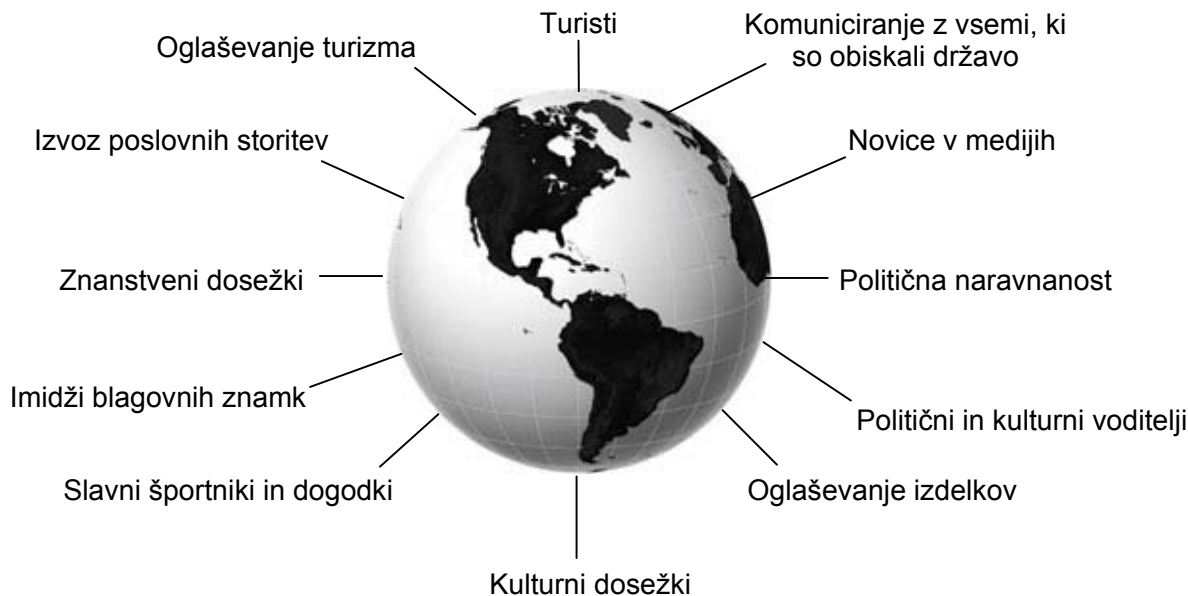 Turisti
Komuniciranje z vsemi, ki
so obiskali državo
Oglaševanje turizma
Izvoz poslovnih storitev
Novice v medijih
Znanstveni dosežki
Politična naravnanost
Imidži blagovnih znamk
Politični in kulturni voditelji
Slavni športniki in dogodki
Oglaševanje izdelkov
Kulturni dosežki